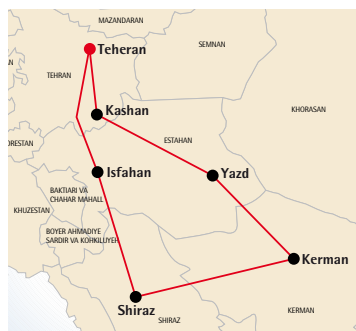 MAZANDARAN
SEMNAN
Teheran
TEHRAN
KHORASAN
Kashan
ESTAHAN
Isfahan
Yazd
BAKTIARI VA
CHAHAR MAHALL
KHUZESTAN
BOYER AHMADIYE
SARDIR VA KOHKILUYEH
Kerman
Shiraz
SHIRAZ
KERMAN